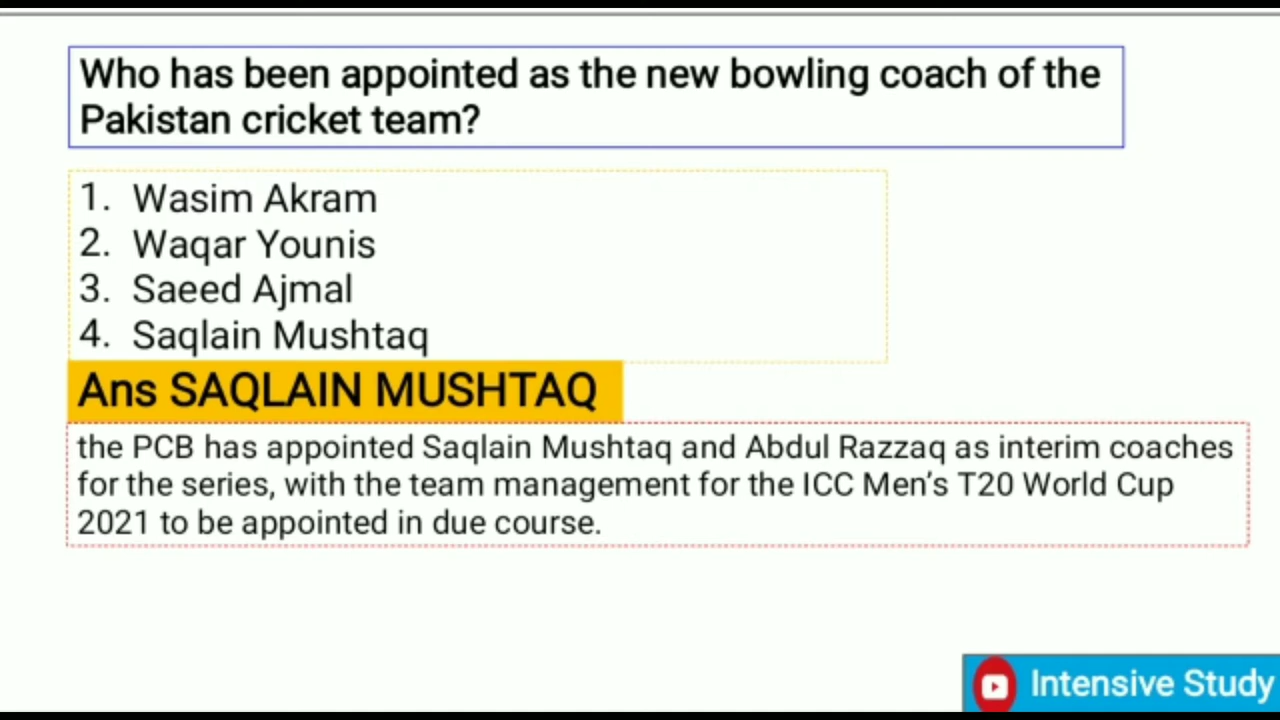 Who has been appointed as the new bowling coach of the
Pakistan cricket team?
1. Wasim Akram
2. Waqar Younis
3. Saeed Ajmal
4. Saqlain Mushtaq
Ans SAQLAIN MUSHTAQ
the PCB has appointed Saqlain Mushtaq and Abdul Razzaq as interim coaches
for the series, with the team management for the ICC Men’s T20 World Cup
2021 to be appointed in due course.
Intensive Study